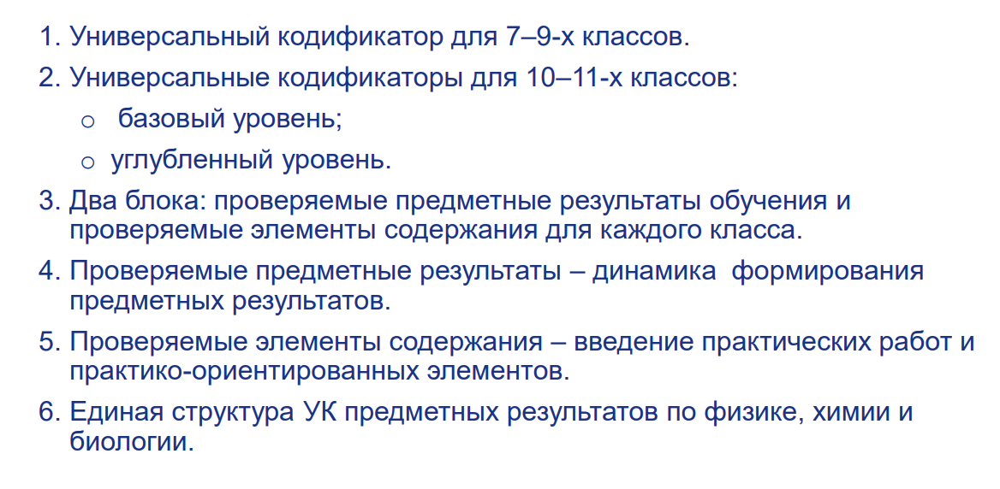 1. Универсальный кодификатор для 7–9-х классов.
2. Универсальные кодификаторы для 10–11-х классов:
○ базовый уровень;
○ углубленный уровень.
3. Два блока: проверяемые предметные результаты обучения и
проверяемые элементы содержания для каждого класса.
4. Проверяемые предметные результаты – динамика  формирования
предметных результатов.
5. Проверяемые элементы содержания – введение практических работ и
практико-ориентированных элементов.
6. Единая структура УК предметных результатов по физике, химии и
биологии.